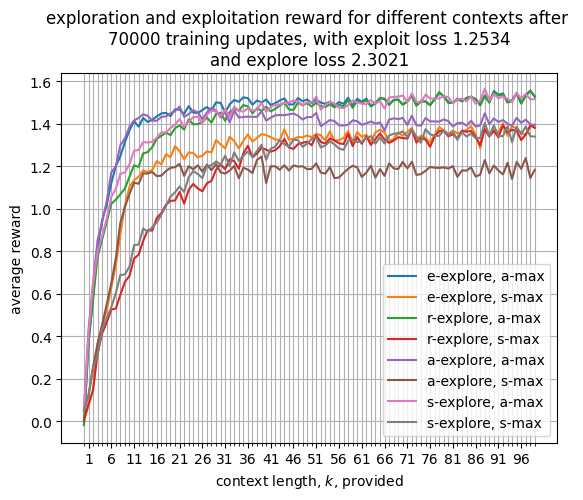 exploration and exploitation reward for different contexts after
70000 training updates, with exploit loss 1.2534
and explore loss 2.3021
1.6
1.4
1.2
1.0
0.8
0.6
0.4
0.2
0.0
average reward
e-explore, a-max
e-explore, s-max
r-explore, a-max
r-explore, s-max
a-explore, a-max
a-explore, s-max
s-explore, a-max
s-explore, s-max
1 6 11 16 21 26 31 36 41 46 51 56 61 66 71 76 81 86 91 96
context length, k, provided